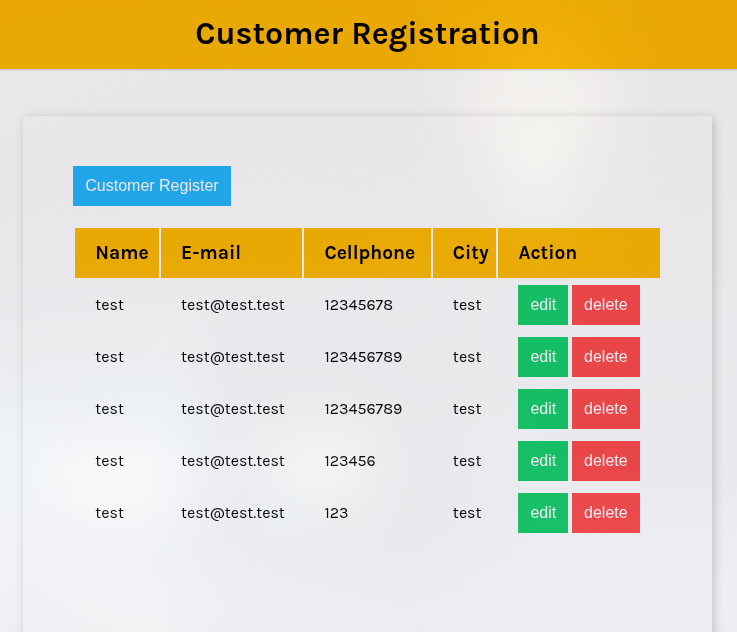 Customer Registration
Customer Register
Name E-mail Cellphone City Action
test test@test.test 12345678 test edit delete
test test@test.test 123456789 test edit delete
test test@test.test 123456789 test edit delete
test test@test.test 123456 test edit delete
test test@test.test 123 test edit delete